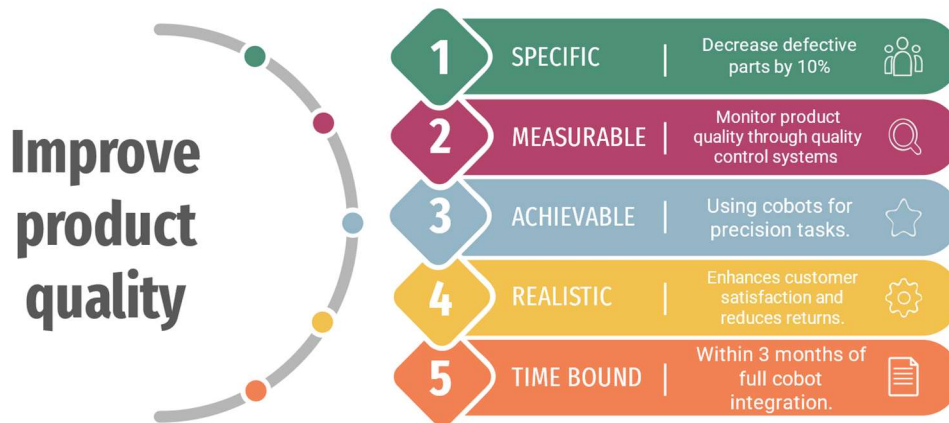 Improve
product
quality
1
SPECIFIC
Decrease defective
parts by 10%
2
MEASURABLE
Monitor product
quality through quality
control systems
3
ACHIEVABLE
Using cobots for
precision tasks.
4
REALISTIC
Enhances customer
satisfaction and
reduces returns.
5
TIME BOUND
Within 3 months of
full cobot
integration.